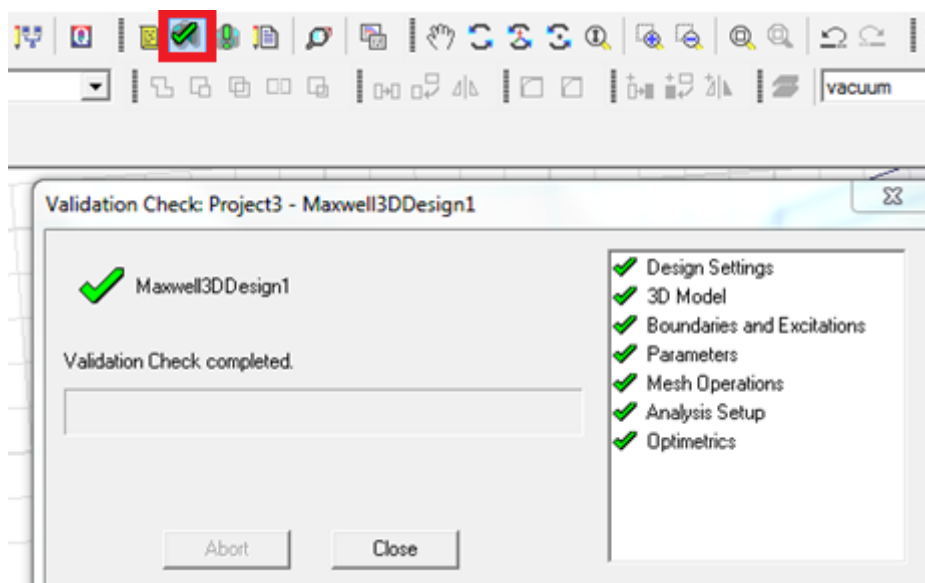 vacuum
Validation Check: Project3 - Maxwell3DDesign1
Maxwell3DDesign1
Validation Check completed.
Abort
Close
Design Settings
3D Model
Boundaries and Excitations
Parameters
Mesh Operations
Analysis Setup
Optimetrics